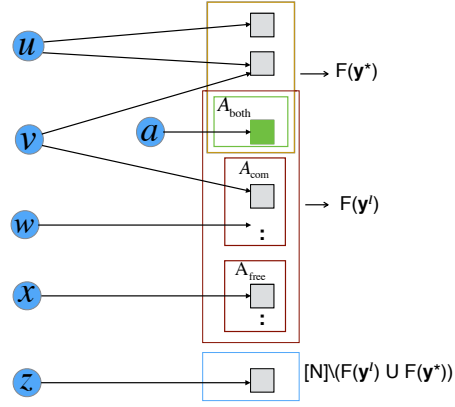 u
F(y*)
A_both
v
a
A_com
F(y^l)
w
:
A_free
x
:
[N]\(F(y^l) U F(y*))
z